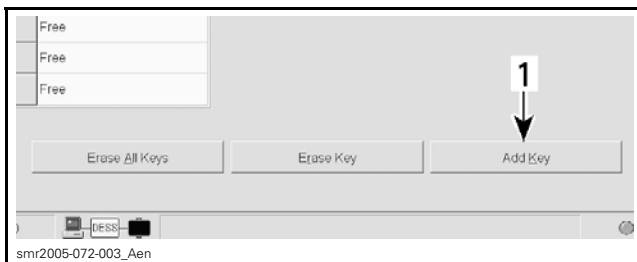 Free
Free
Free
1
Erase All Keys Erase Key Add Key
DESS
smr2005-072-003_Aen